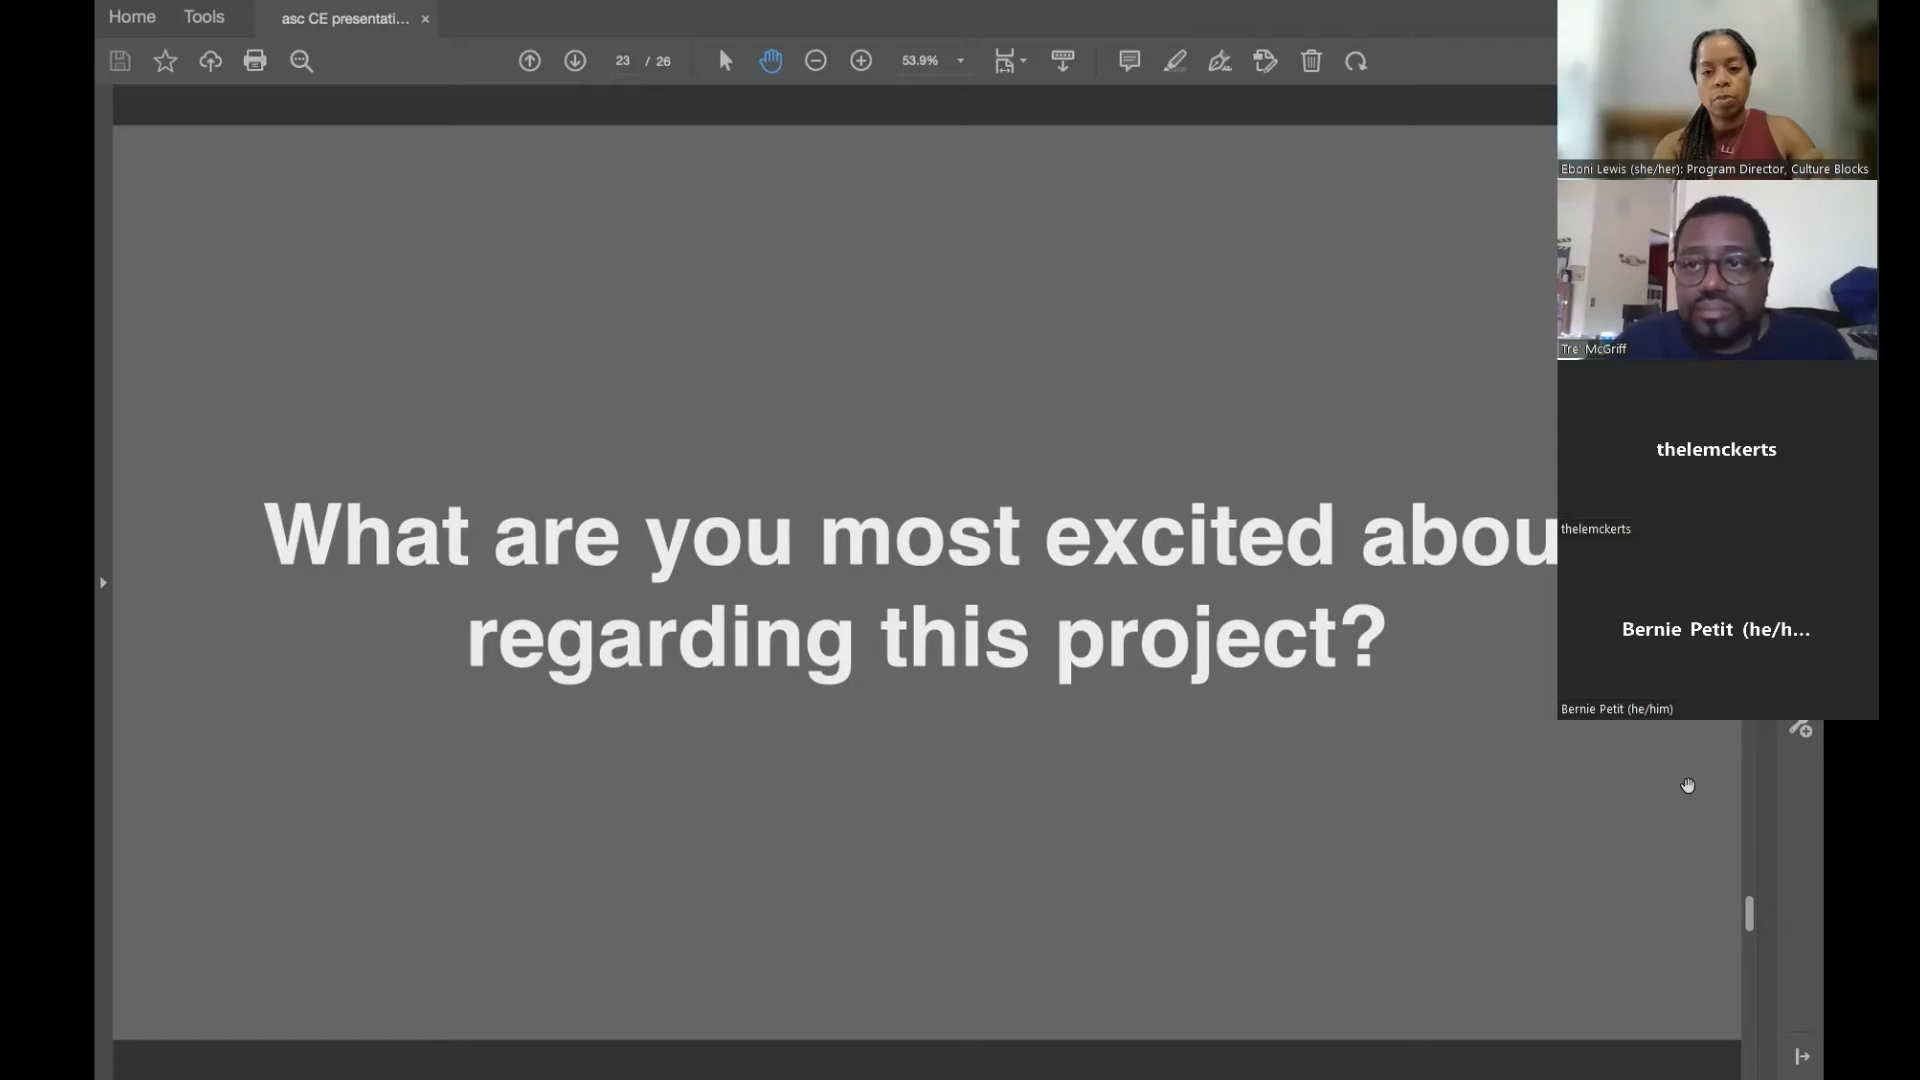 Home Tools asc CE presentati... ×
23 / 26 53.9%
What are you most excited abou
regarding this project?
Eboni Lewis (she/her): Program Director, Culture Blocks
Tre' McGriff
thelemckerts
thelemckerts
Bernie Petit (he/h...
Bernie Petit (he/him)